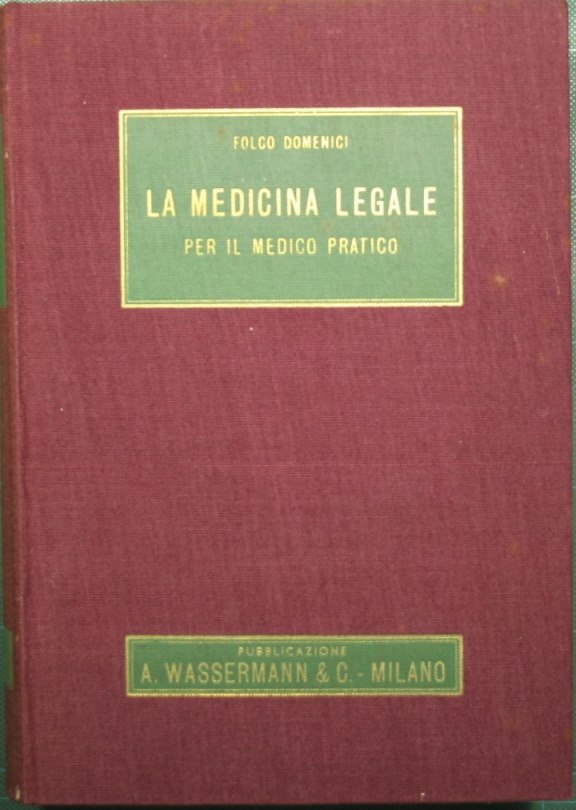 FOLCO DOMENICI
LA MEDICINA LEGALE
PER IL MEDICO PRATICO
PUBBLICAZIONE
A. WASSERMANN & C. - MILANO